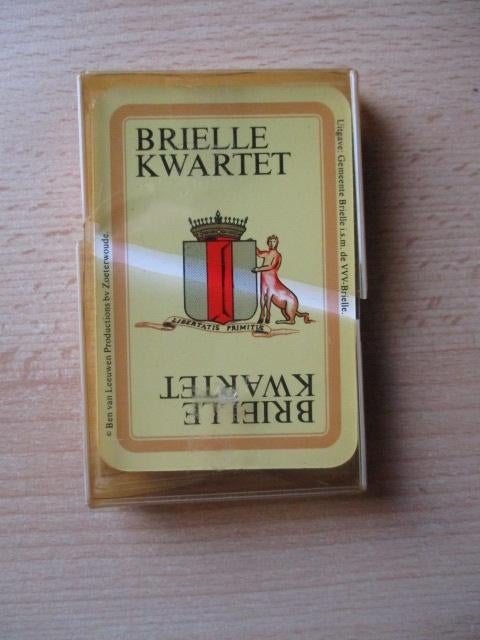 BRIELLE
KWARTET
Uitgave: Gemeente Brielle i.s.m. de VVV-Brielle.
© Ben van Leeuwen Productions bv Zoeterwoude.
LIBERTATIS PRIMITIÆ
BRIELLE
KWARTET